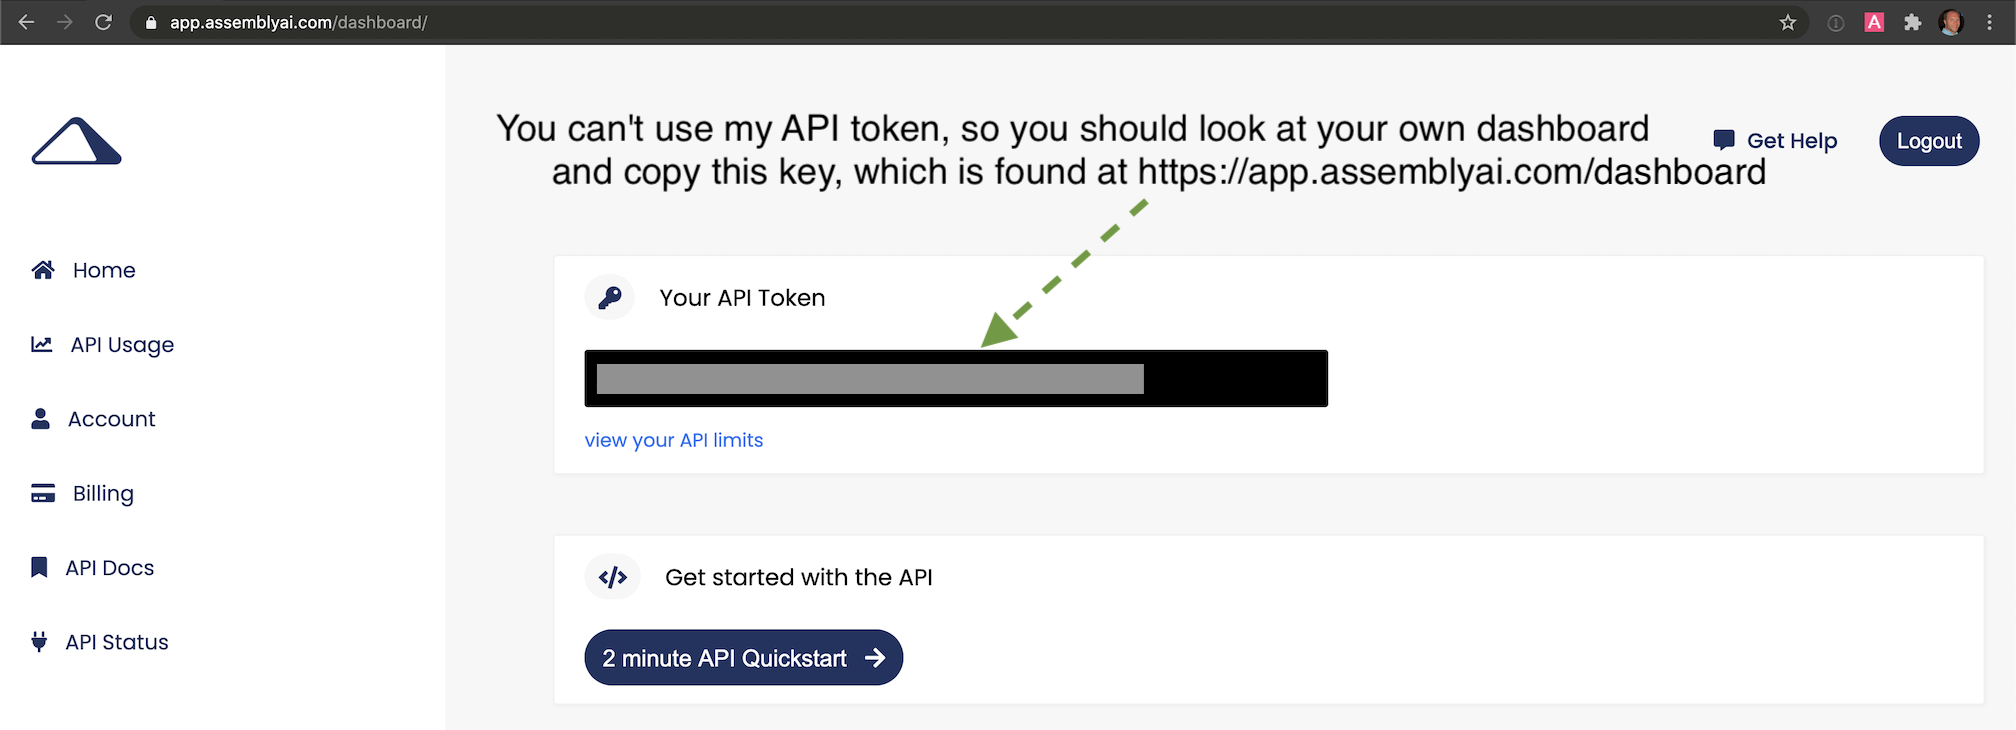 app.assemblyai.com/dashboard/
A
You can't use my API token, so you should look at your own dashboard
and copy this key, which is found at https://app.assemblyai.com/dashboard
Get Help
Logout
Home
API Usage
Account
Billing
API Docs
API Status
Your API Token
view your API limits
</> Get started with the API
2 minute API Quickstart →